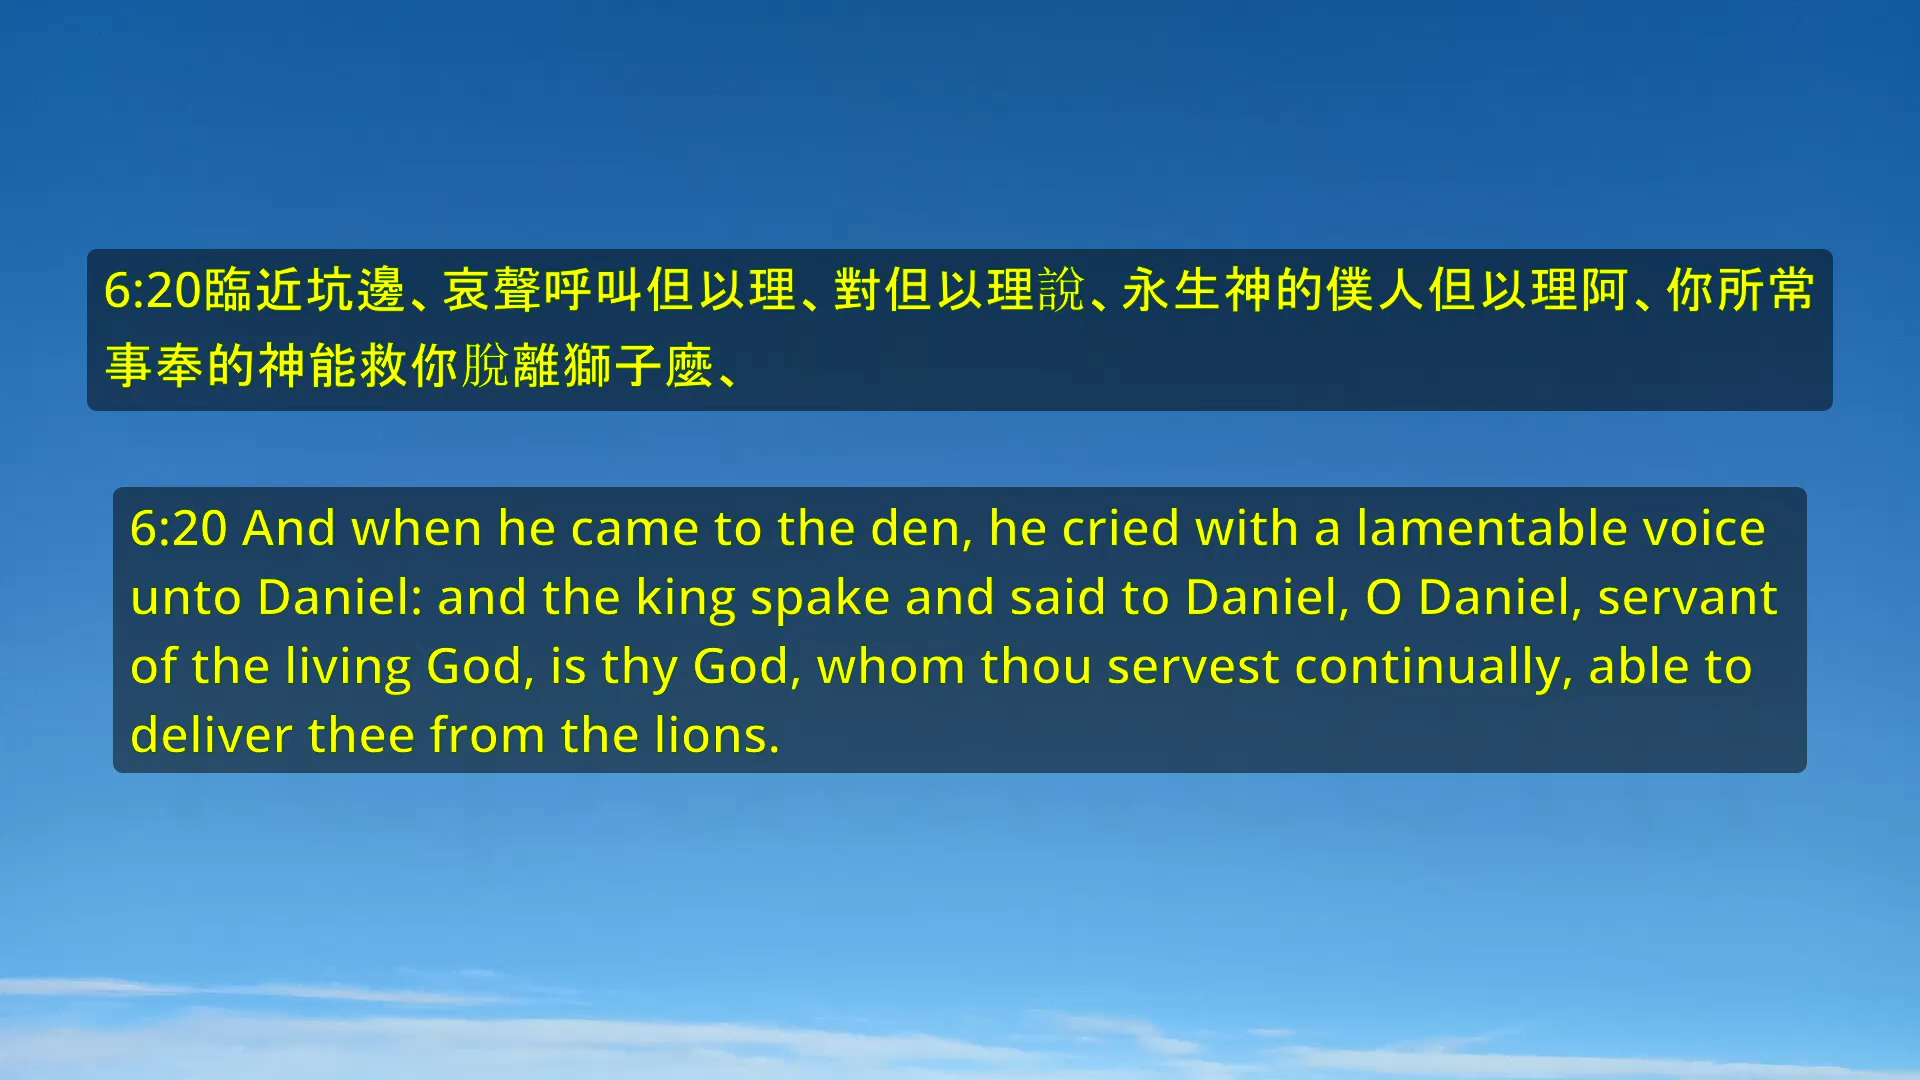 6:20臨近坑邊、哀聲呼叫但以理、對但以理說、永生神的僕人但以理阿、你所常
事奉的神能救你脫離獅子麼、
6:20 And when he came to the den, he cried with a lamentable voice
unto Daniel: and the king spake and said to Daniel, O Daniel, servant
of the living God, is thy God, whom thou servest continually, able to
deliver thee from the lions.